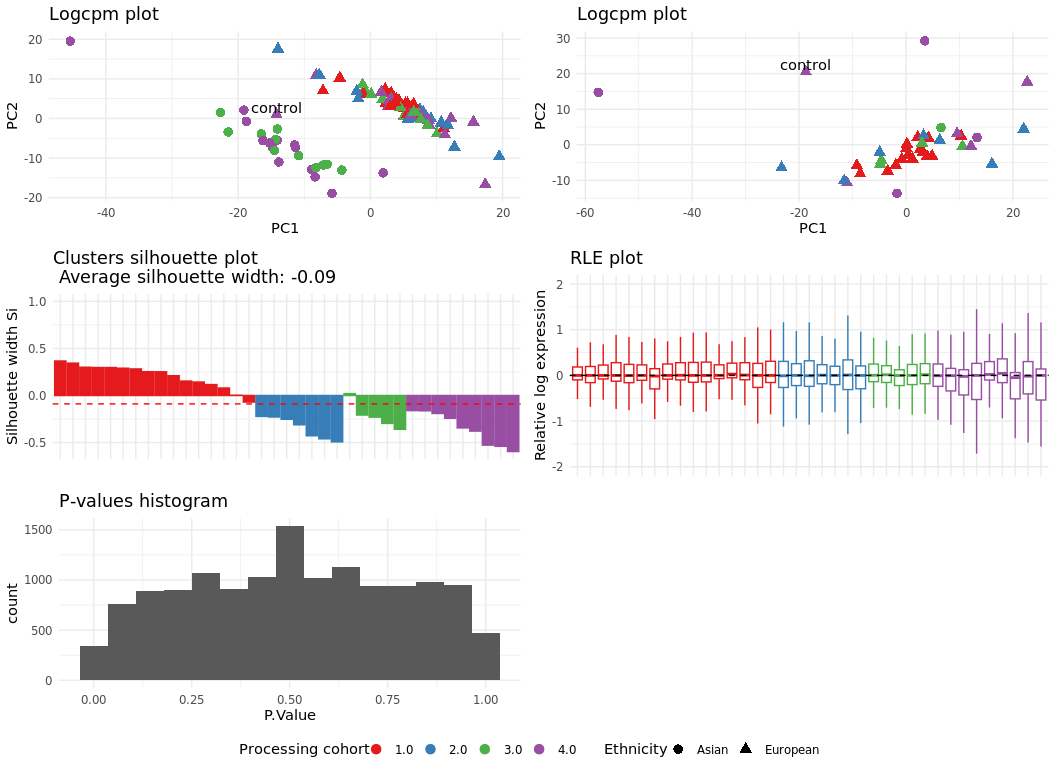 Logcpm plot
PC2
20
10
0
-10
-20
control
-40
-20
0
20
PC1
Logcpm plot
PC2
30
20
10
0
-10
control
-60
-40
-20
0
20
PC1
Clusters silhouette plot
Average silhouette width: -0.09
Silhouette width Si
1.0
0.5
0.0
-0.5
RLE plot
Relative log expression
2
1
0
-1
-2
P-values histogram
count
1500
1000
500
0
0.00
0.25
0.50
0.75
1.00
P.Value
Processing cohort 1.0 2.0 3.0 4.0 Ethnicity Asian European